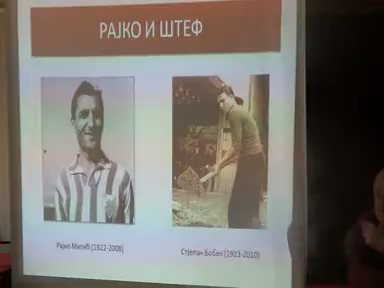 РАЈКО И ШТЕФ
Рајко Митић (1922-2008)
Стјепан Бобек (1923-2010)